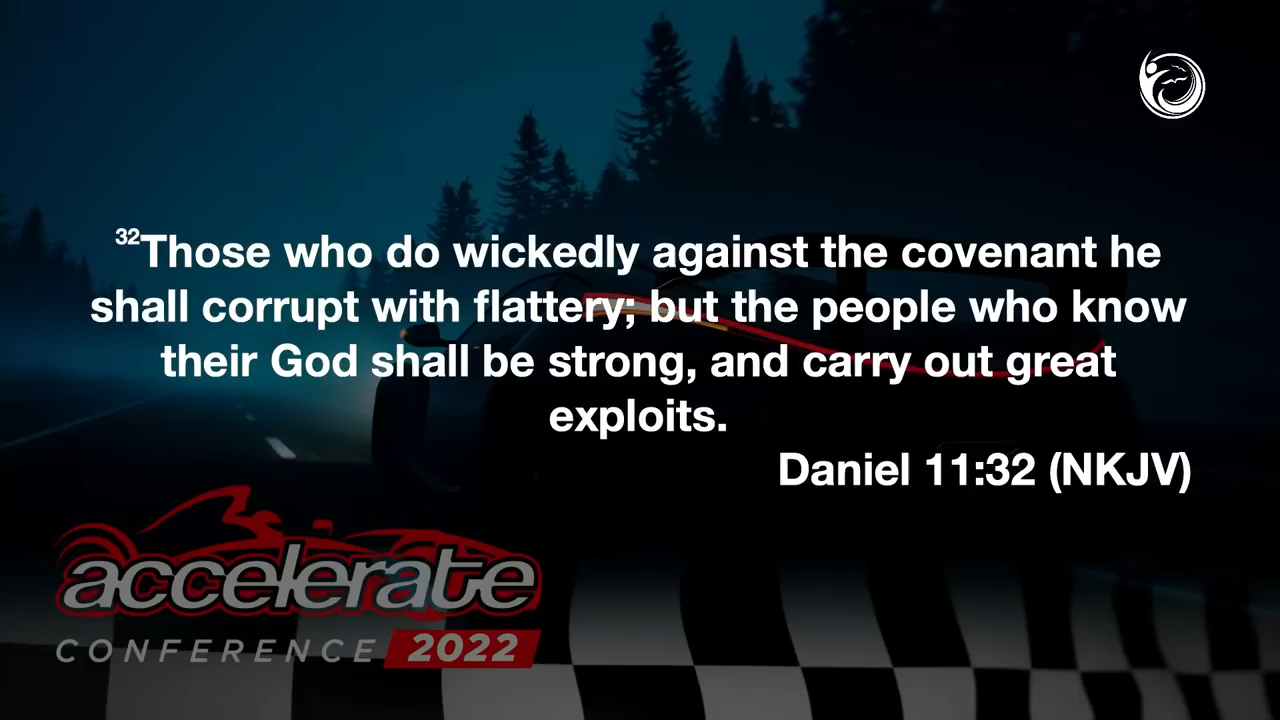 32Those who do wickedly against the covenant he
shall corrupt with flattery; but the people who know
their God shall be strong, and carry out great
exploits.
Daniel 11:32 (NKJV)
accelerate
CONFERENCE 2022